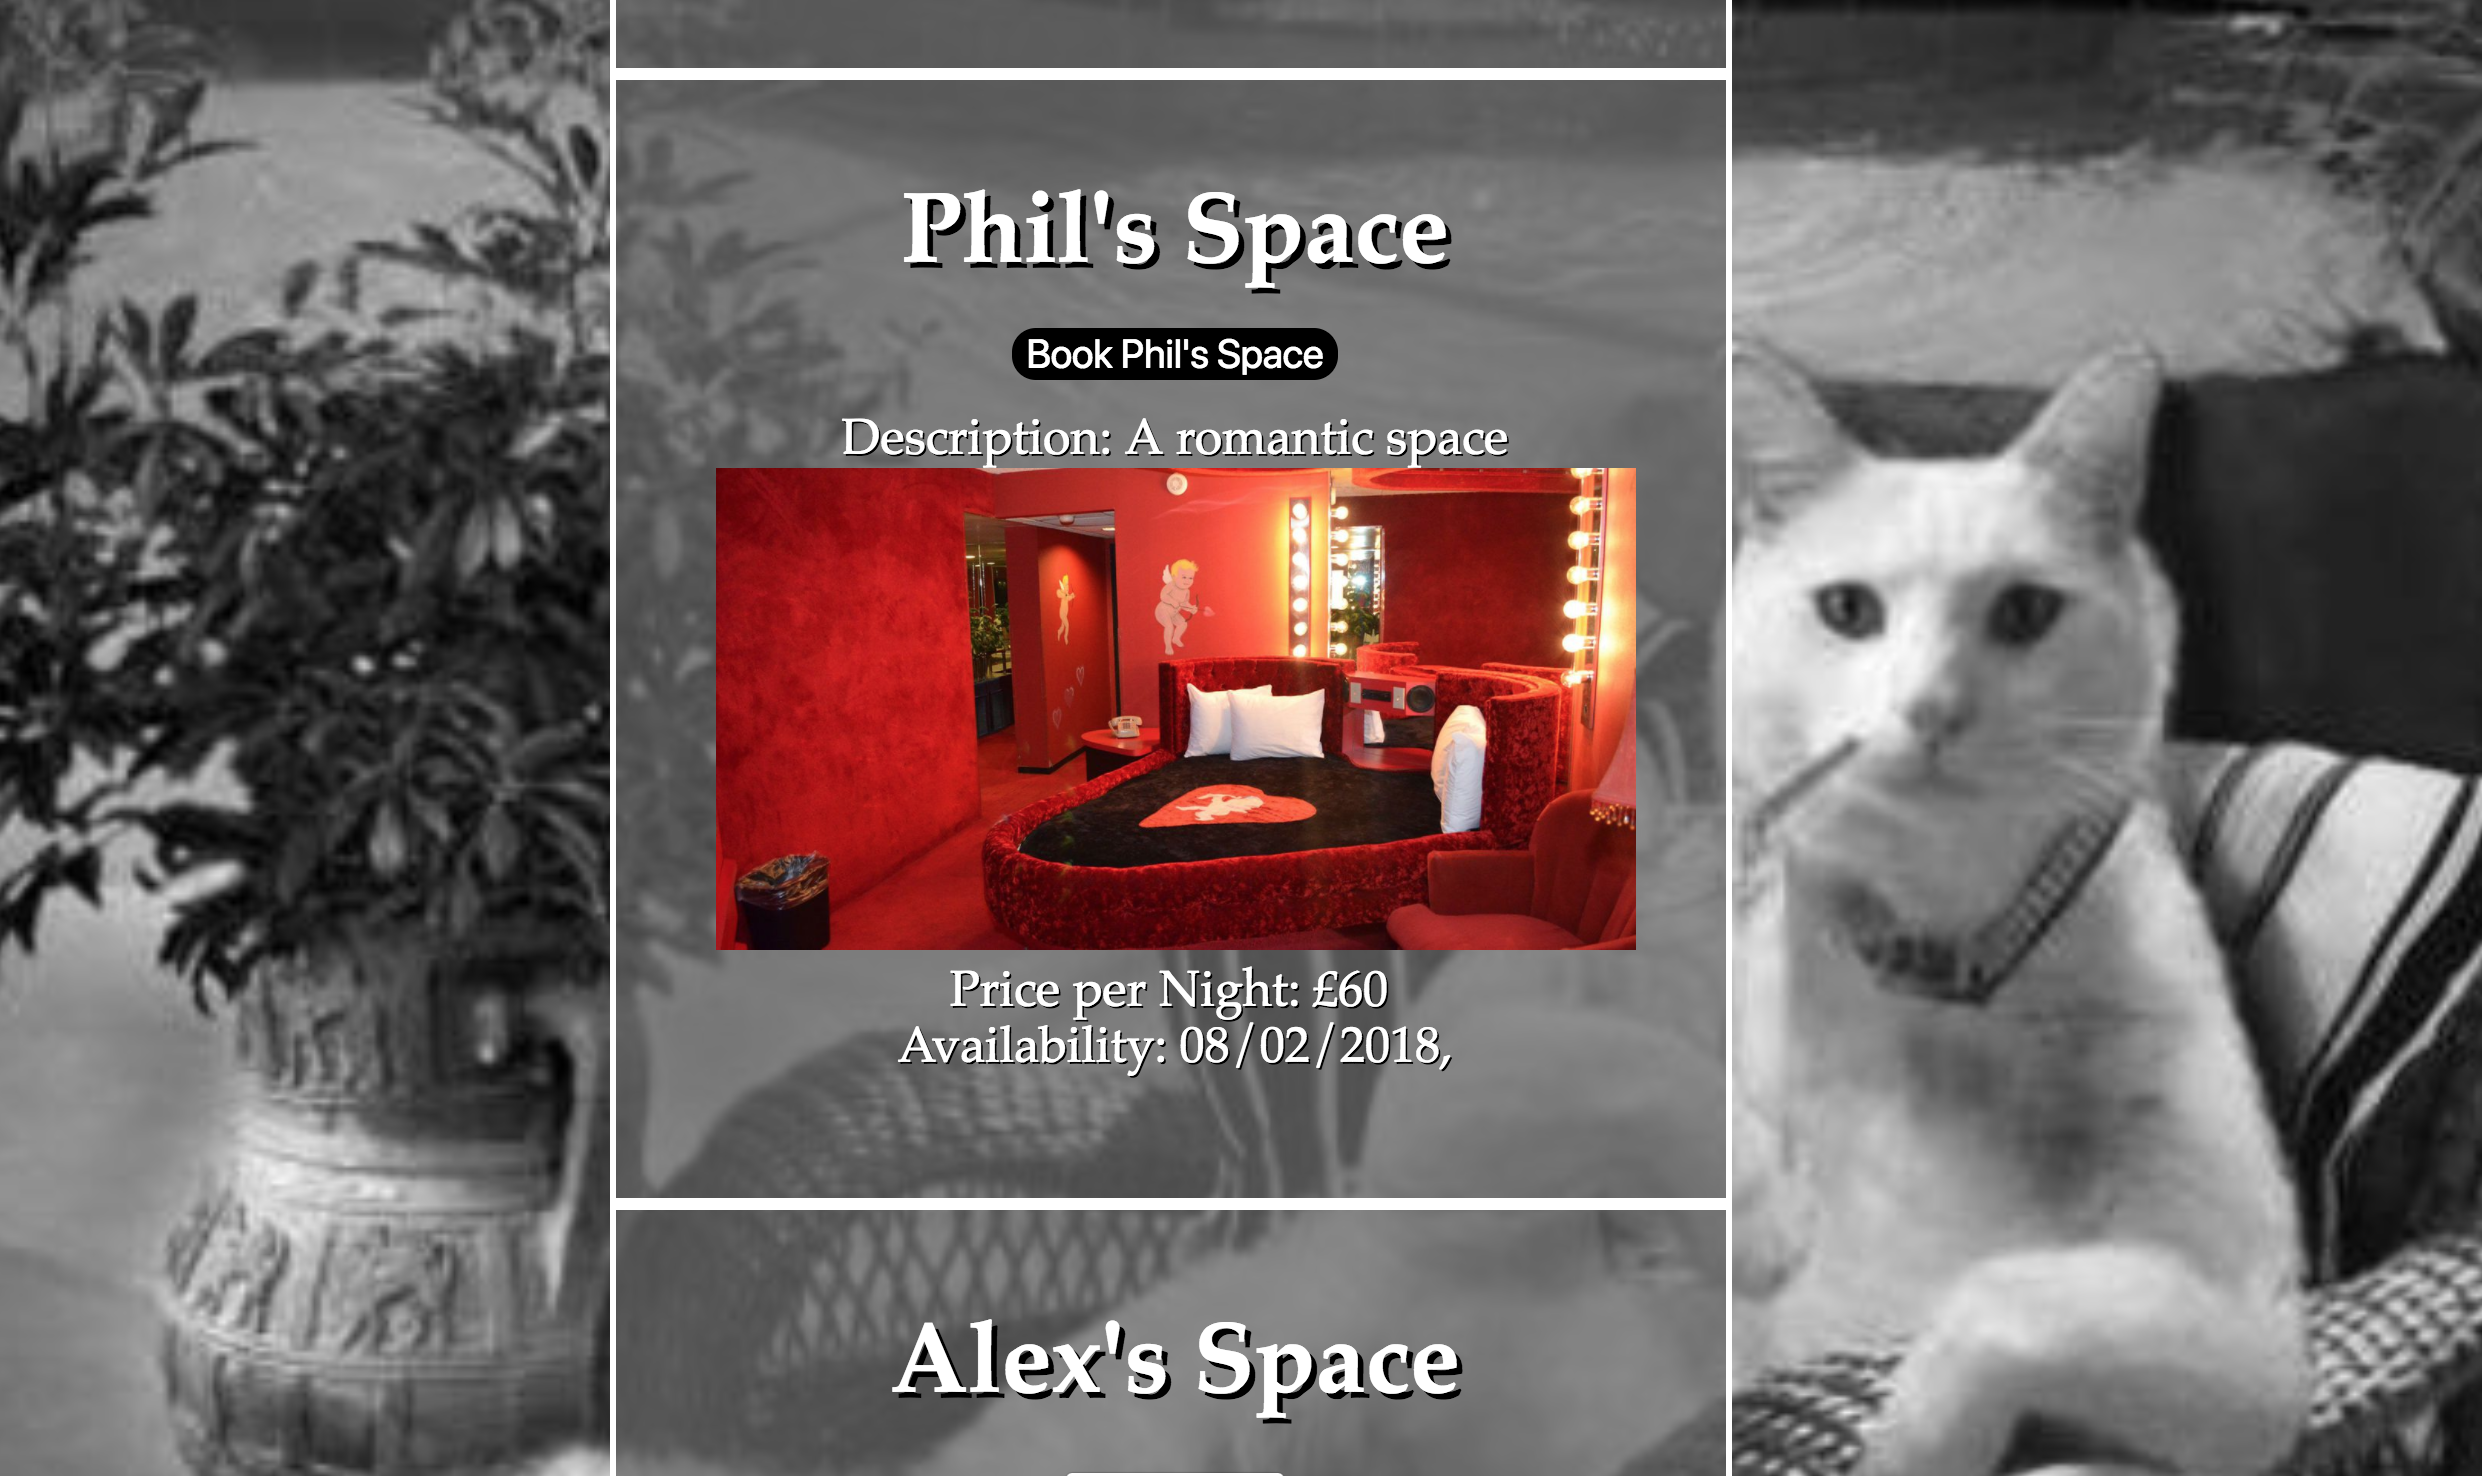 Phil's Space
Book Phil's Space
Description: A romantic space
Price per Night: £60
Availability: 08/02/2018,
Alex's Space